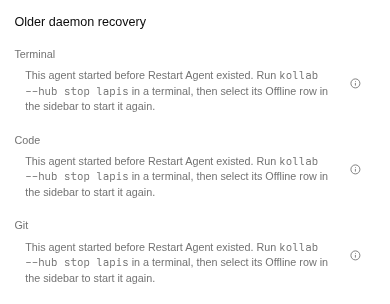 Older daemon recovery
Terminal
This agent started before Restart Agent existed. Run kollab
--hub stop lapis in a terminal, then select its Offline row in
the sidebar to start it again.
Code
This agent started before Restart Agent existed. Run kollab
--hub stop lapis in a terminal, then select its Offline row in
the sidebar to start it again.
Git
This agent started before Restart Agent existed. Run kollab
--hub stop lapis in a terminal, then select its Offline row in
the sidebar to start it again.